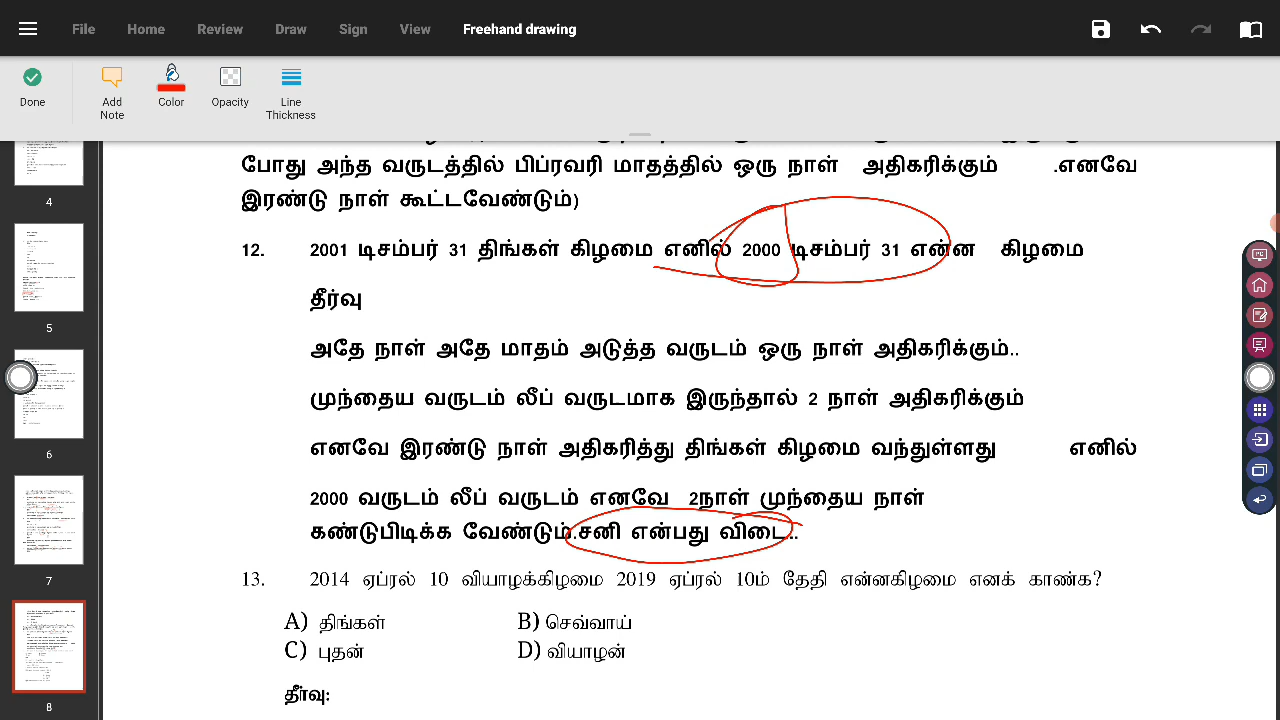 File Home Review Draw Sign View Freehand drawing
Done Add Note Color Opacity Line Thickness
போது அந்த வருடத்தில் பிப்ரவரி மாதத்தில் ஒரு நாள் அதிகரிக்கும் .எனவே
இரண்டு நாள் கூட்டவேண்டும்)
12. 2001 டிசம்பர் 31 திங்கள் கிழமை எனில் 2000 டிசம்பர் 31 என்ன கிழமை
தீர்வு
அதே நாள் அதே மாதம் அடுத்த வருடம் ஒரு நாள் அதிகரிக்கும்..
முந்தைய வருடம் லீப் வருடமாக இருந்தால் 2 நாள் அதிகரிக்கும்
எனவே இரண்டு நாள் அதிகரித்து திங்கள் கிழமை வந்துள்ளது எனில்
2000 வருடம் லீப் வருடம் எனவே 2நாள் முந்தைய நாள்
கண்டுபிடிக்க வேண்டும்.சனி என்பது விடை..
13. 2014 ஏப்ரல் 10 வியாழக்கிழமை 2019 ஏப்ரல் 10ம் தேதி என்னகிழமை எனக் காண்க?
A) திங்கள் B) செவ்வாய்
C) புதன் D) வியாழன்
தீர்வு:
4
5
6
7
8